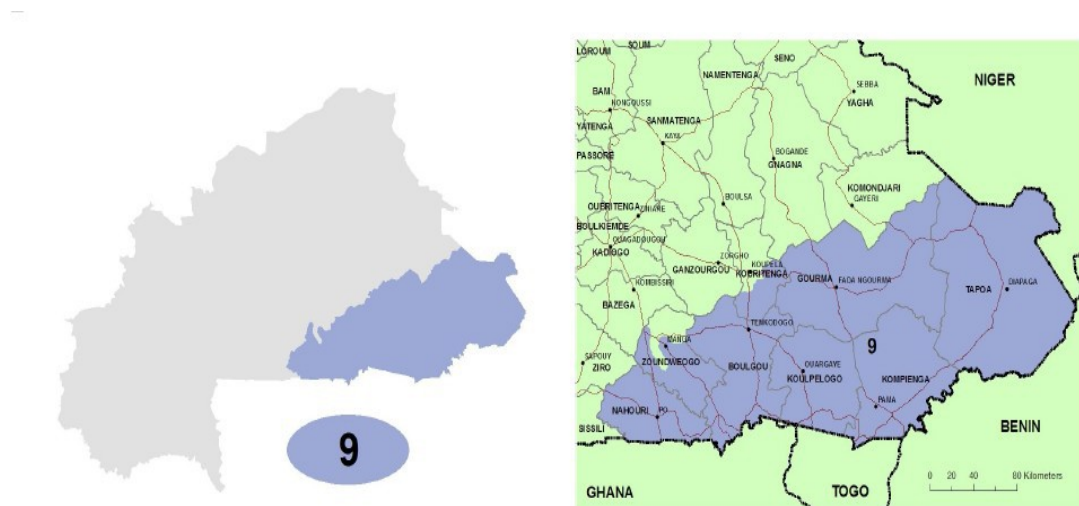 9
LOROUM
SOUM
SENO
NIGER
NAMENTENGA
SEBBA
YAGHA
BAM
KONGOUSSI
SANMATENGA
YATENGA
KAYA
PASSORE
BOGANDE
GNAGNA
KOMONDJARI
GAYERI
BOULSA
OUBRITENGA
ZINIARE
BOULKIEMDE
OUAGADOUGOU
KADIOGO
ZORGHO
GANZOURGOU
KOUPELA
KOURITENGA
GOURMA
FADA NGOURMA
TAPOA
DIAPAGA
KOMBISSIRI
BAZEGA
TENKODOGO
MANGA
9
SAPOUY
ZIRO
ZOUNDWEOGO
BOULGOU
OUARGAYE
KOULPELOGO
KOMPIENGA
PAMA
NAHOURI
PO
SISSILI
BENIN
0 20 40 80 Kilometers
GHANA
TOGO